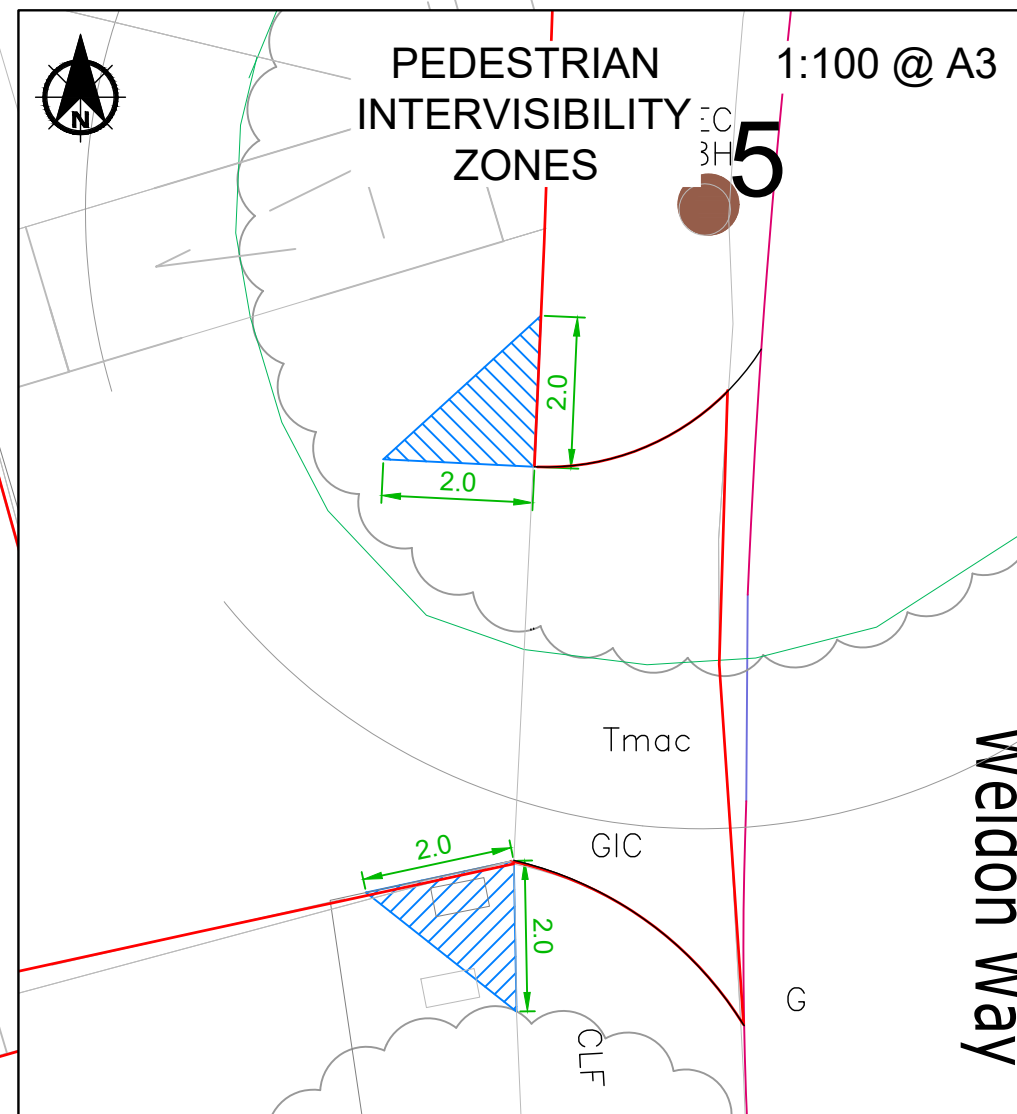 PEDESTRIAN
INTERVISIBILITY
ZONES
1:100 @ A3
N
5
2.0
2.0
Tmac
Weldon Way
GIC
2.0
2.0
G
CLF